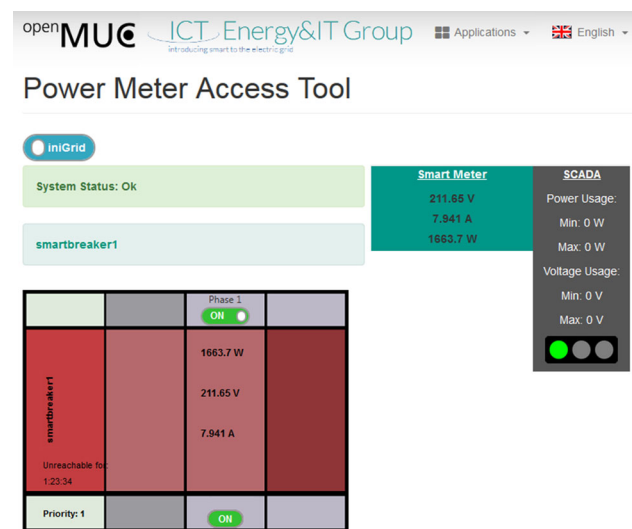 openMUC ICT Energy&IT Group Applications English
introducing smart to the electric grid
Power Meter Access Tool
iniGrid
System Status: Ok
smartbreaker1
Smart Meter
211.65 V
7.941 A
1663.7 W
SCADA
Power Usage:
Min: 0 W
Max: 0 W
Voltage Usage:
Min: 0 V
Max: 0 V
Phase 1
ON
1663.7 W
211.65 V
7.941 A
smartbreaker1
Unreachable for:
1:23:34
Priority: 1
ON